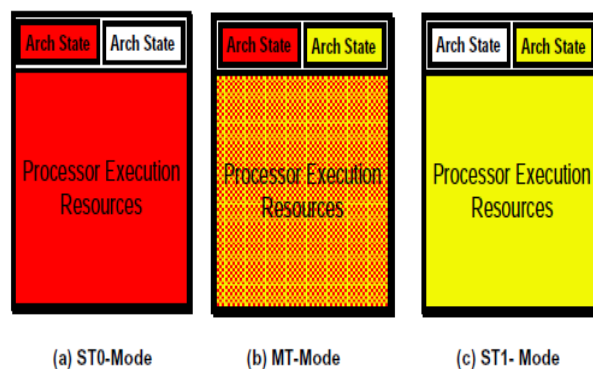 Arch State Arch State
Processor Execution
Resources
(a) ST0-Mode
Arch State Arch State
Processor Execution
Resources
(b) MT-Mode
Arch State Arch State
Processor Execution
Resources
(c) ST1- Mode